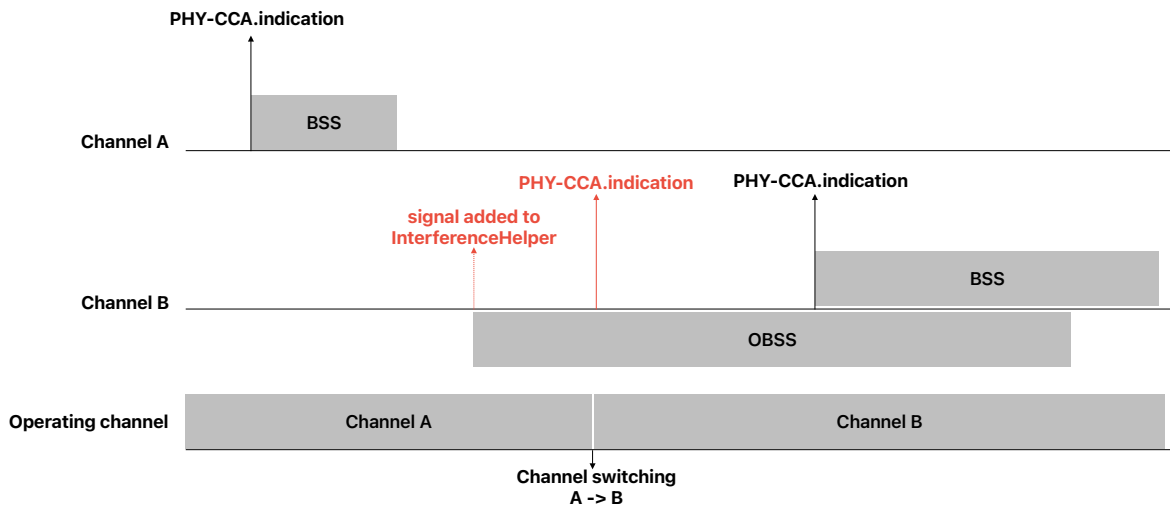 PHY-CCA.indication
BSS
Channel A
PHY-CCA.indication
PHY-CCA.indication
signal added to
InterferenceHelper
BSS
Channel B
OBSS
Operating channel
Channel A
Channel B
Channel switching
A -> B